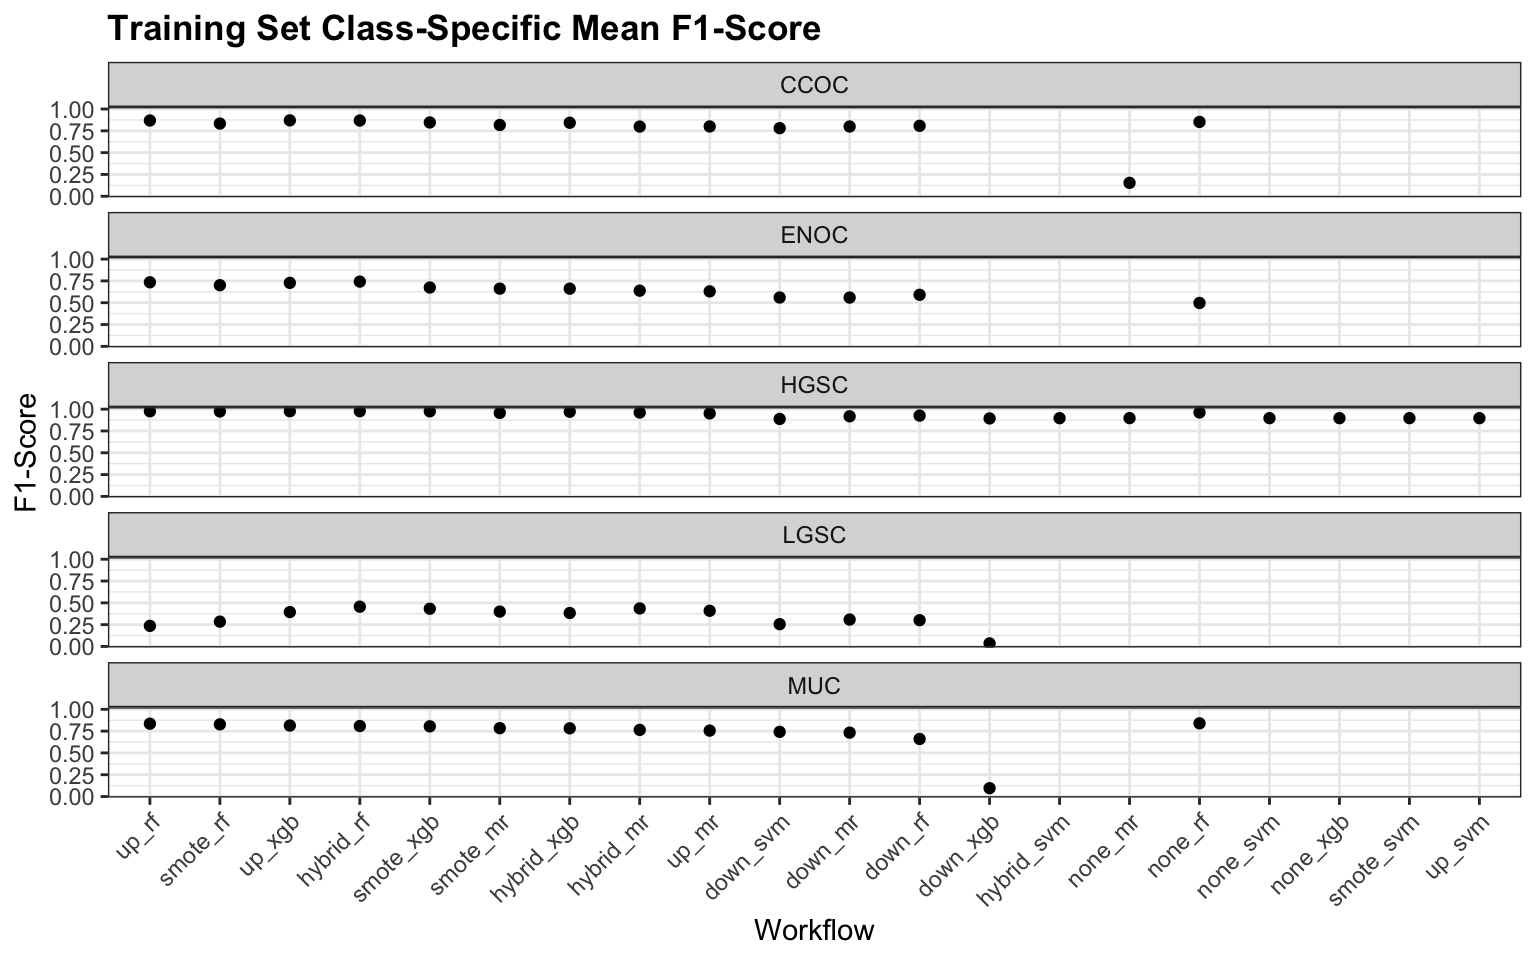 Training Set Class-Specific Mean F1-Score
CCOC
1.00
0.75
0.50
0.25
0.00
ENOC
1.00
0.75
0.50
0.25
0.00
HGSC
1.00
0.75
0.50
0.25
0.00
LGSC
1.00
0.75
0.50
0.25
0.00
MUC
1.00
0.75
0.50
0.25
0.00
F1-Score
up_rf
smote_rf
up_xgb
hybrid_rf
smote_xgb
smote_mr
hybrid_xgb
hybrid_mr
up_mr
down_svm
down_mr
down_rf
down_xgb
hybrid_svm
none_mr
none_rf
none_svm
none_xgb
smote_svm
up_svm
Workflow